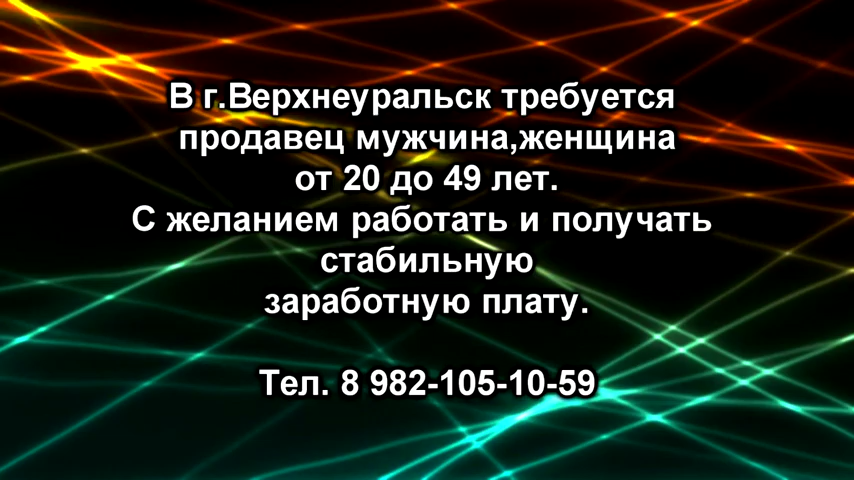 В г.Верхнеуральск требуется
продавец мужчина,женщина
от 20 до 49 лет.
С желанием работать и получать
стабильную
заработную плату.
Тел. 8 982-105-10-59